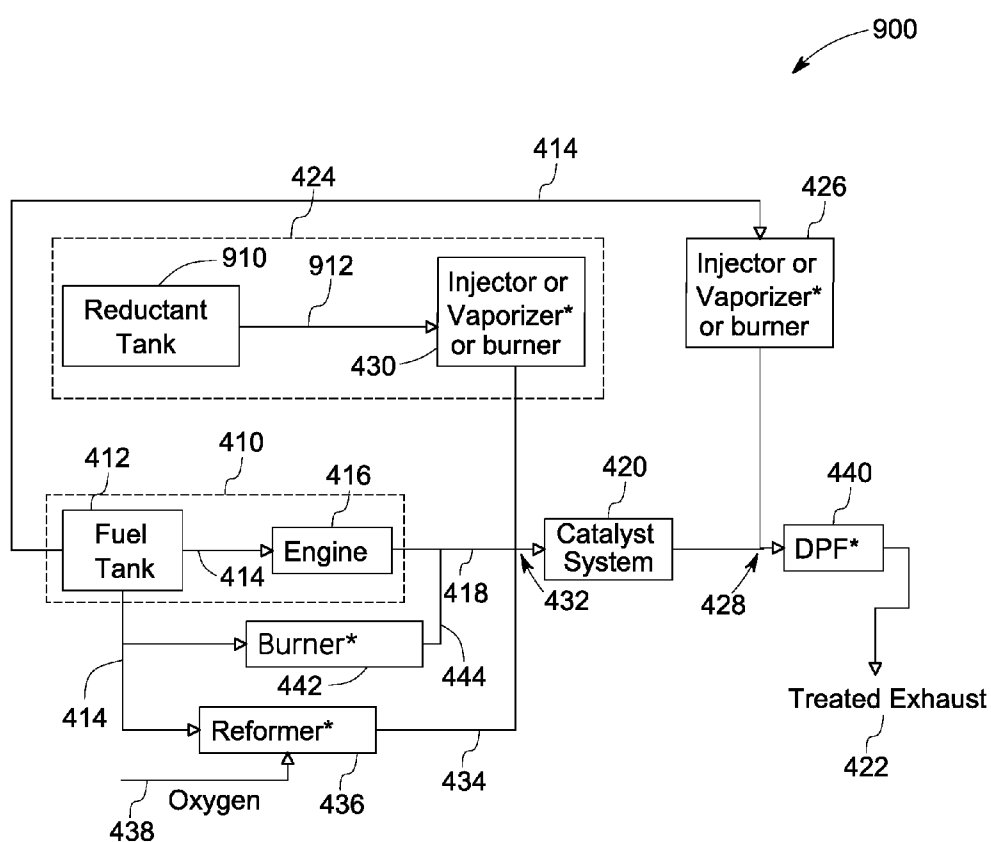 900
414
424
426
910
912
Reductant
Tank
Injector or
Vaporizer*
or burner
430
Injector or
Vaporizer*
or burner
412
410
416
420
440
Fuel
Tank
414
Engine
418
432
Catalyst
System
428
DPF*
Burner*
442
444
414
Reformer*
436
434
Oxygen
438
Treated Exhaust
422